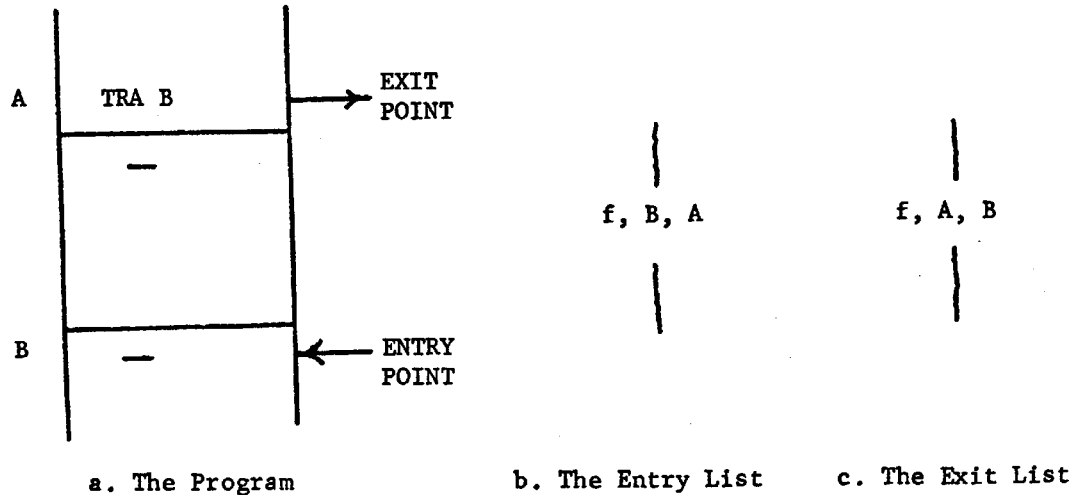 A TRA B EXIT
POINT
f, B, A f, A, B
B ENTRY
POINT
a. The Program b. The Entry List c. The Exit List